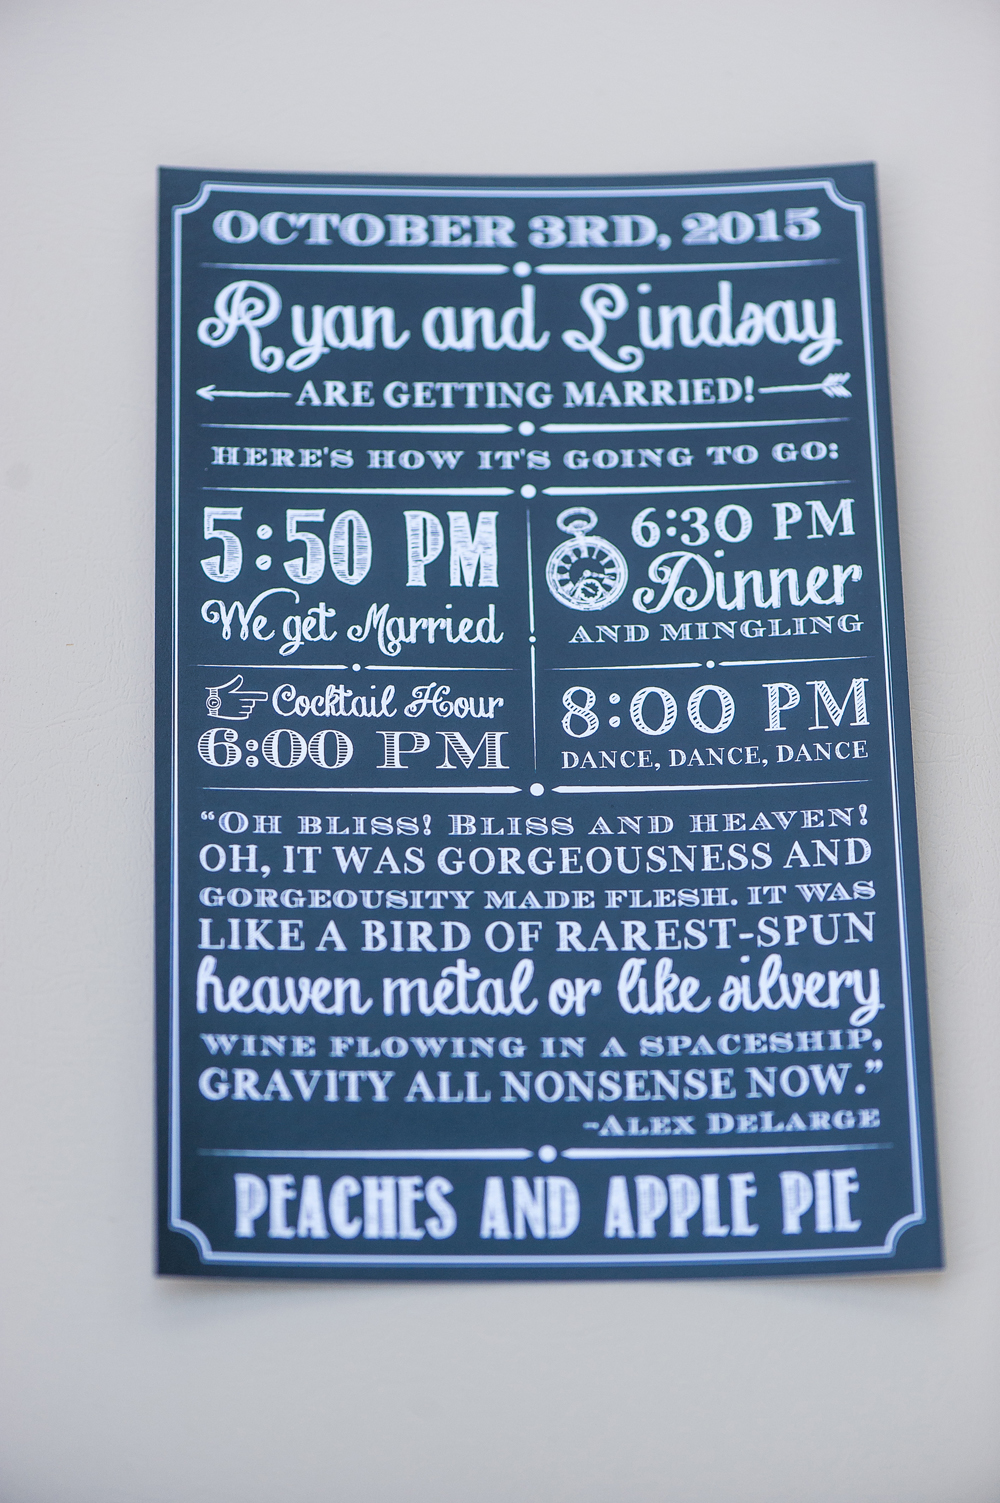 OCTOBER 3RD, 2015
Ryan and Lindsay
ARE GETTING MARRIED!
HERE'S HOW IT'S GOING TO GO:
5:50 PM
We get Married
Cocktail Hour
6:00 PM
6:30 PM
Dinner
AND MINGLING
8:00 PM
DANCE, DANCE, DANCE
“OH BLISS! BLISS AND HEAVEN!
OH, IT WAS GORGEOUSNESS AND
GORGEOUSITY MADE FLESH. IT WAS
LIKE A BIRD OF RAREST-SPUN
heaven metal or like silvery
WINE FLOWING IN A SPACESHIP,
GRAVITY ALL NONSENSE NOW.”
-ALEX DELARGE
PEACHES AND APPLE PIE